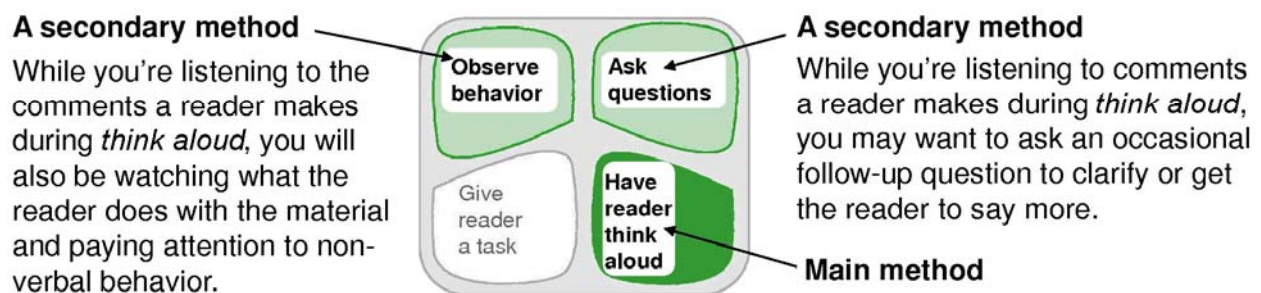 A secondary method
While you're listening to the
comments a reader makes
during think aloud, you will
also be watching what the
reader does with the material
and paying attention to non-
verbal behavior.
Observe
behavior
Ask
questions
Give
reader
a task
Have
reader
think
aloud
A secondary method
While you're listening to comments
a reader makes during think aloud,
you may want to ask an occasional
follow-up question to clarify or get
the reader to say more.
Main method